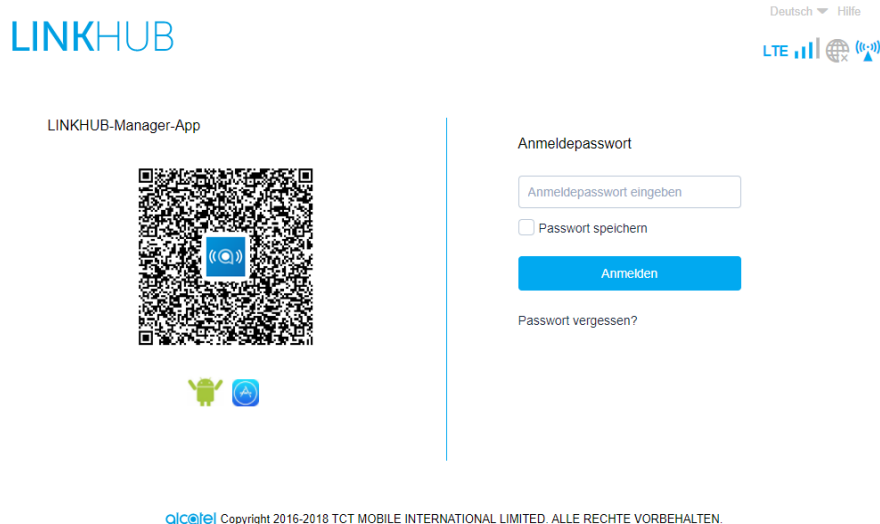 Deutsch Hilfe
LINKHUB
LTE
LINKHUB-Manager-App
Anmeldepasswort
Anmeldepasswort eingeben
Passwort speichern
Anmelden
Passwort vergessen?
alcatel Copyright 2016-2018 TCT MOBILE INTERNATIONAL LIMITED. ALLE RECHTE VORBEHALTEN.